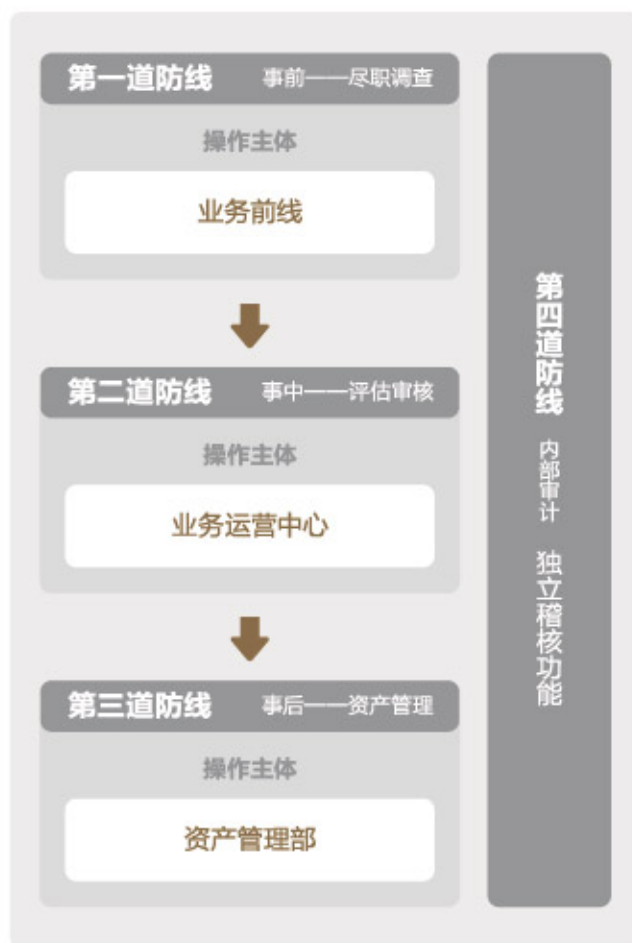 第一道防线 事前——尽职调查
操作主体
业务前线
第二道防线 事中——评估审核
操作主体
业务运营中心
第三道防线 事后——资产管理
操作主体
资产管理部
第四道防线 内部审计 独立稽核功能